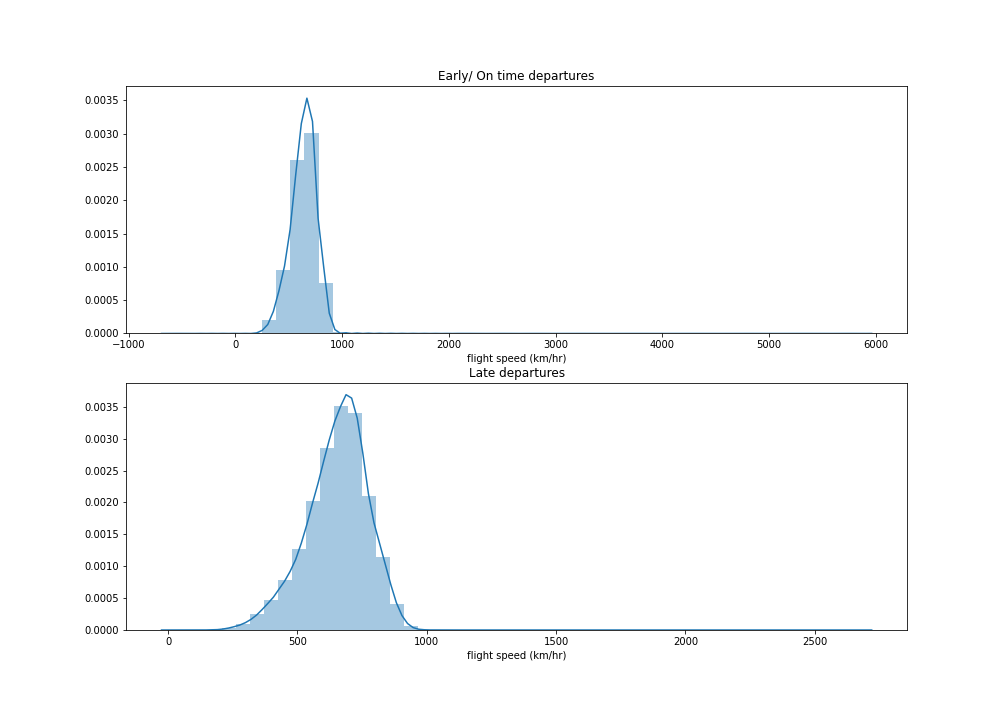 Early/ On time departures
0.0035
0.0030
0.0025
0.0020
0.0015
0.0010
0.0005
0.0000
−1000 0 1000 2000 3000 4000 5000 6000
flight speed (km/hr)
Late departures
0.0035
0.0030
0.0025
0.0020
0.0015
0.0010
0.0005
0.0000
0 500 1000 1500 2000 2500
flight speed (km/hr)